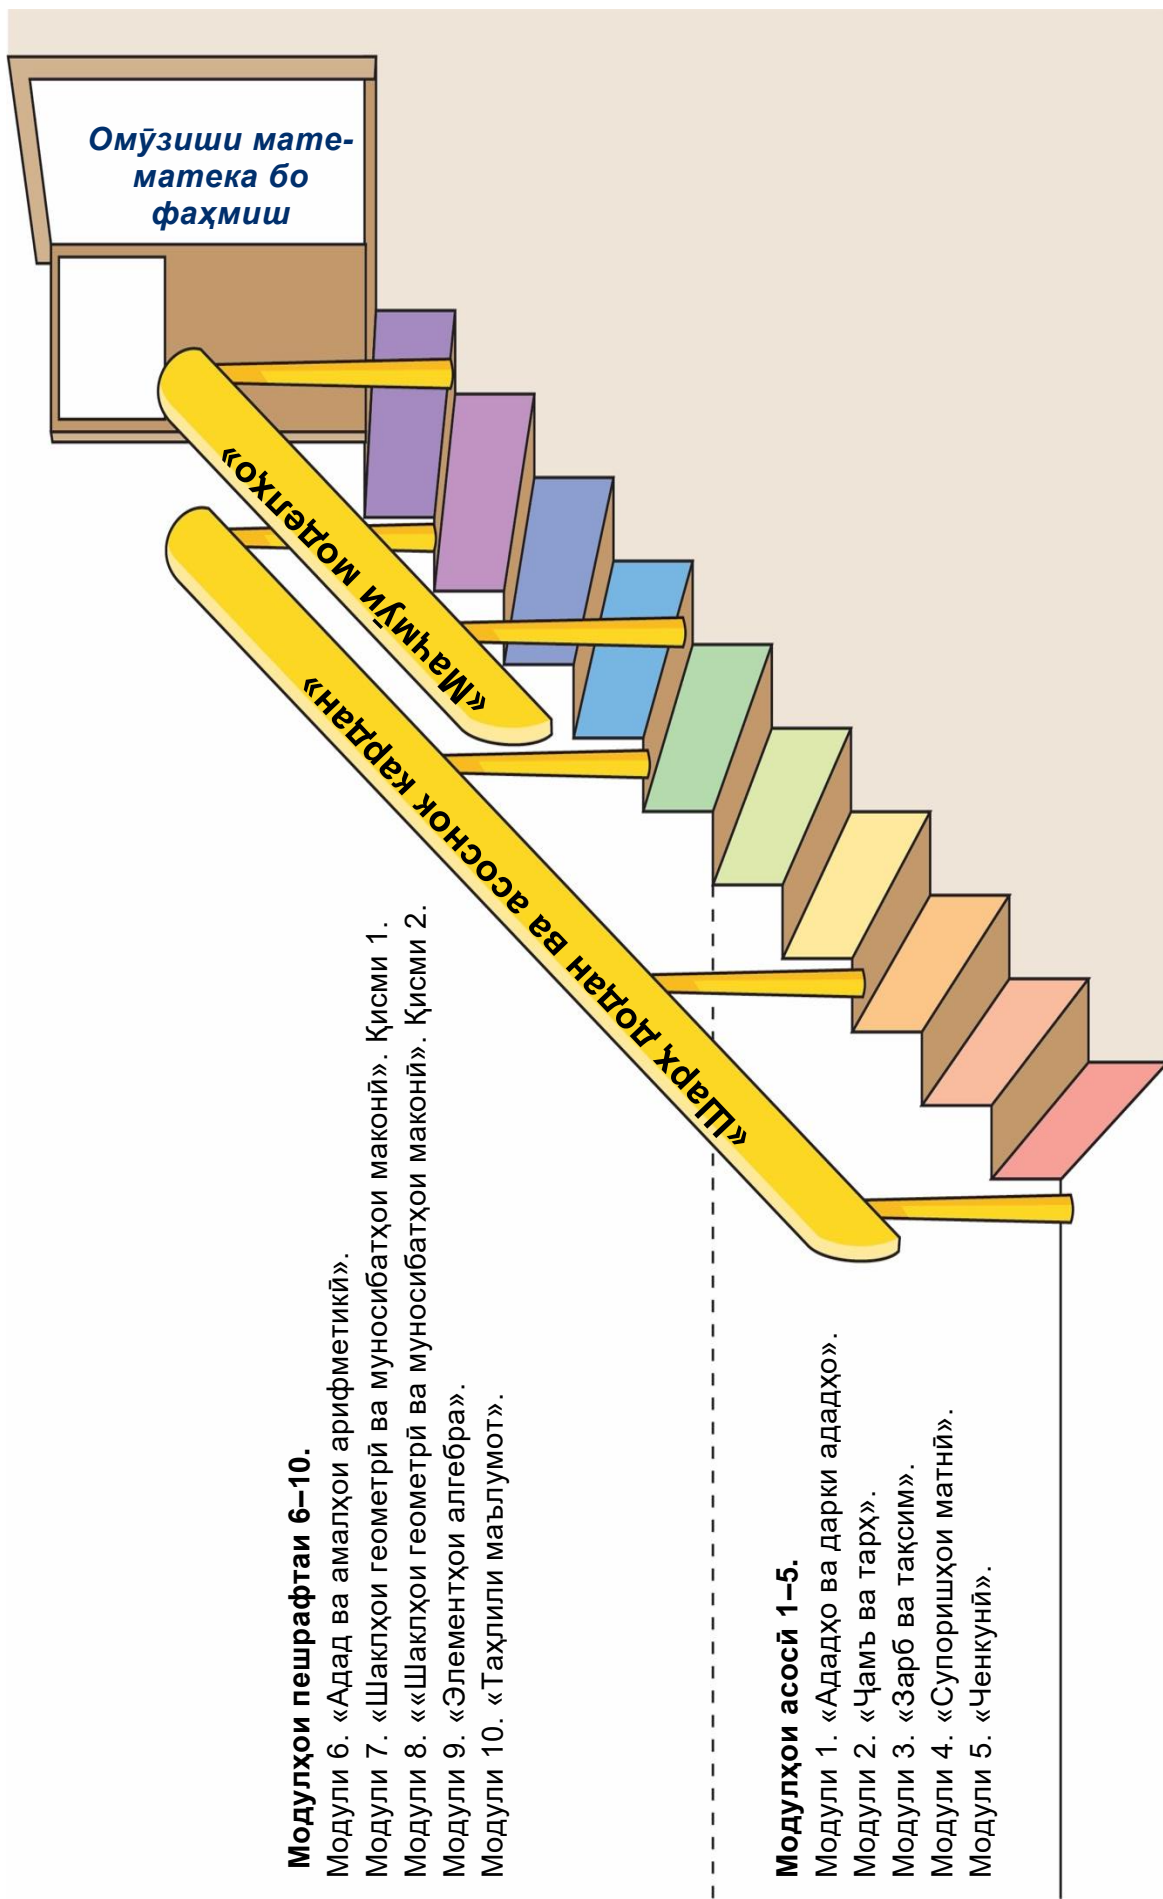 Омӯзиши мате-
матека бо
фаҳмиш
«Маҷмӯи моделҳо»
«Шарҳ додан ва асоснок кардан»
Модулҳои пешрафтаи 6–10.
Модули 6. «Адад ва амалҳои арифметикӣ».
Модули 7. «Шаклҳои геометрӣ ва муносибатҳои маконӣ». Қисми 1.
Модули 8. ««Шаклҳои геометрӣ ва муносибатҳои маконӣ». Қисми 2.
Модули 9. «Элементҳои алгебра».
Модули 10. «Таҳлили маълумот».
Модулҳои асосӣ 1–5.
Модули 1. «Ададҳо ва дарки ададҳо».
Модули 2. «Ҷамъ ва тарҳ».
Модули 3. «Зарб ва тақсим».
Модули 4. «Супоришҳои матнӣ».
Модули 5. «Ченкунӣ».